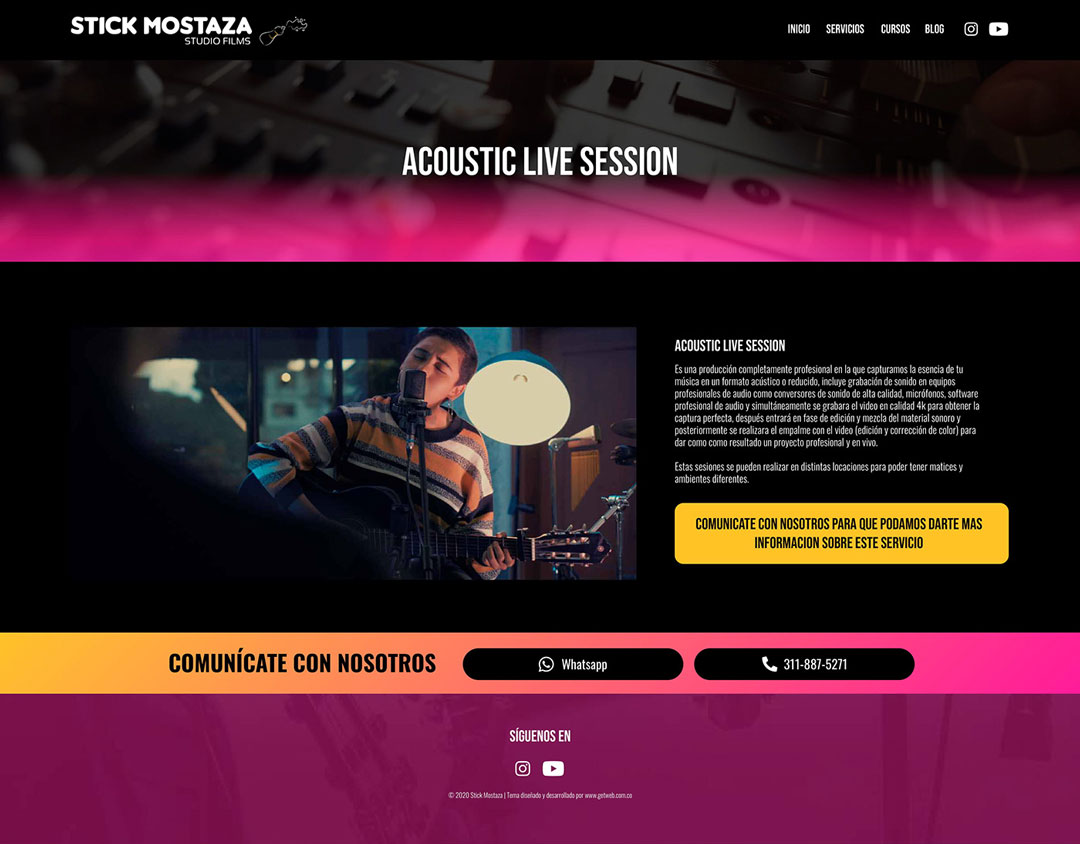 STICK MOSTAZA
STUDIO FILMS
INICIO SERVICIOS CURSOS BLOG
ACOUSTIC LIVE SESSION
ACOUSTIC LIVE SESSION
Es una producción completamente profesional en la que capturamos la esencia de tu
música en un formato acústico o reducido, incluye grabación de sonido en equipos
profesionales de audio como conversores de sonido de alta calidad, micrófonos, software
profesional de audio y simultáneamente se grabara el video en calidad 4k para obtener la
captura perfecta, después entrará en fase de edición y mezcla del material sonoro y
posteriormente se realizara el empalme con el video (edición y corrección de color) para
dar como como resultado un proyecto profesional y en vivo.
Estas sesiones se pueden realizar en distintas locaciones para poder tener matices y
ambientes diferentes.
COMUNICATE CON NOSOTROS PARA QUE PODAMOS DARTE MAS
INFORMACION SOBRE ESTE SERVICIO
COMUNÍCATE CON NOSOTROS
Whatsapp
311-887-5271
SÍGUENOS EN
© 2020 Stick Mostaza | Tema diseñado y desarrollado por www.gotweb.com.co